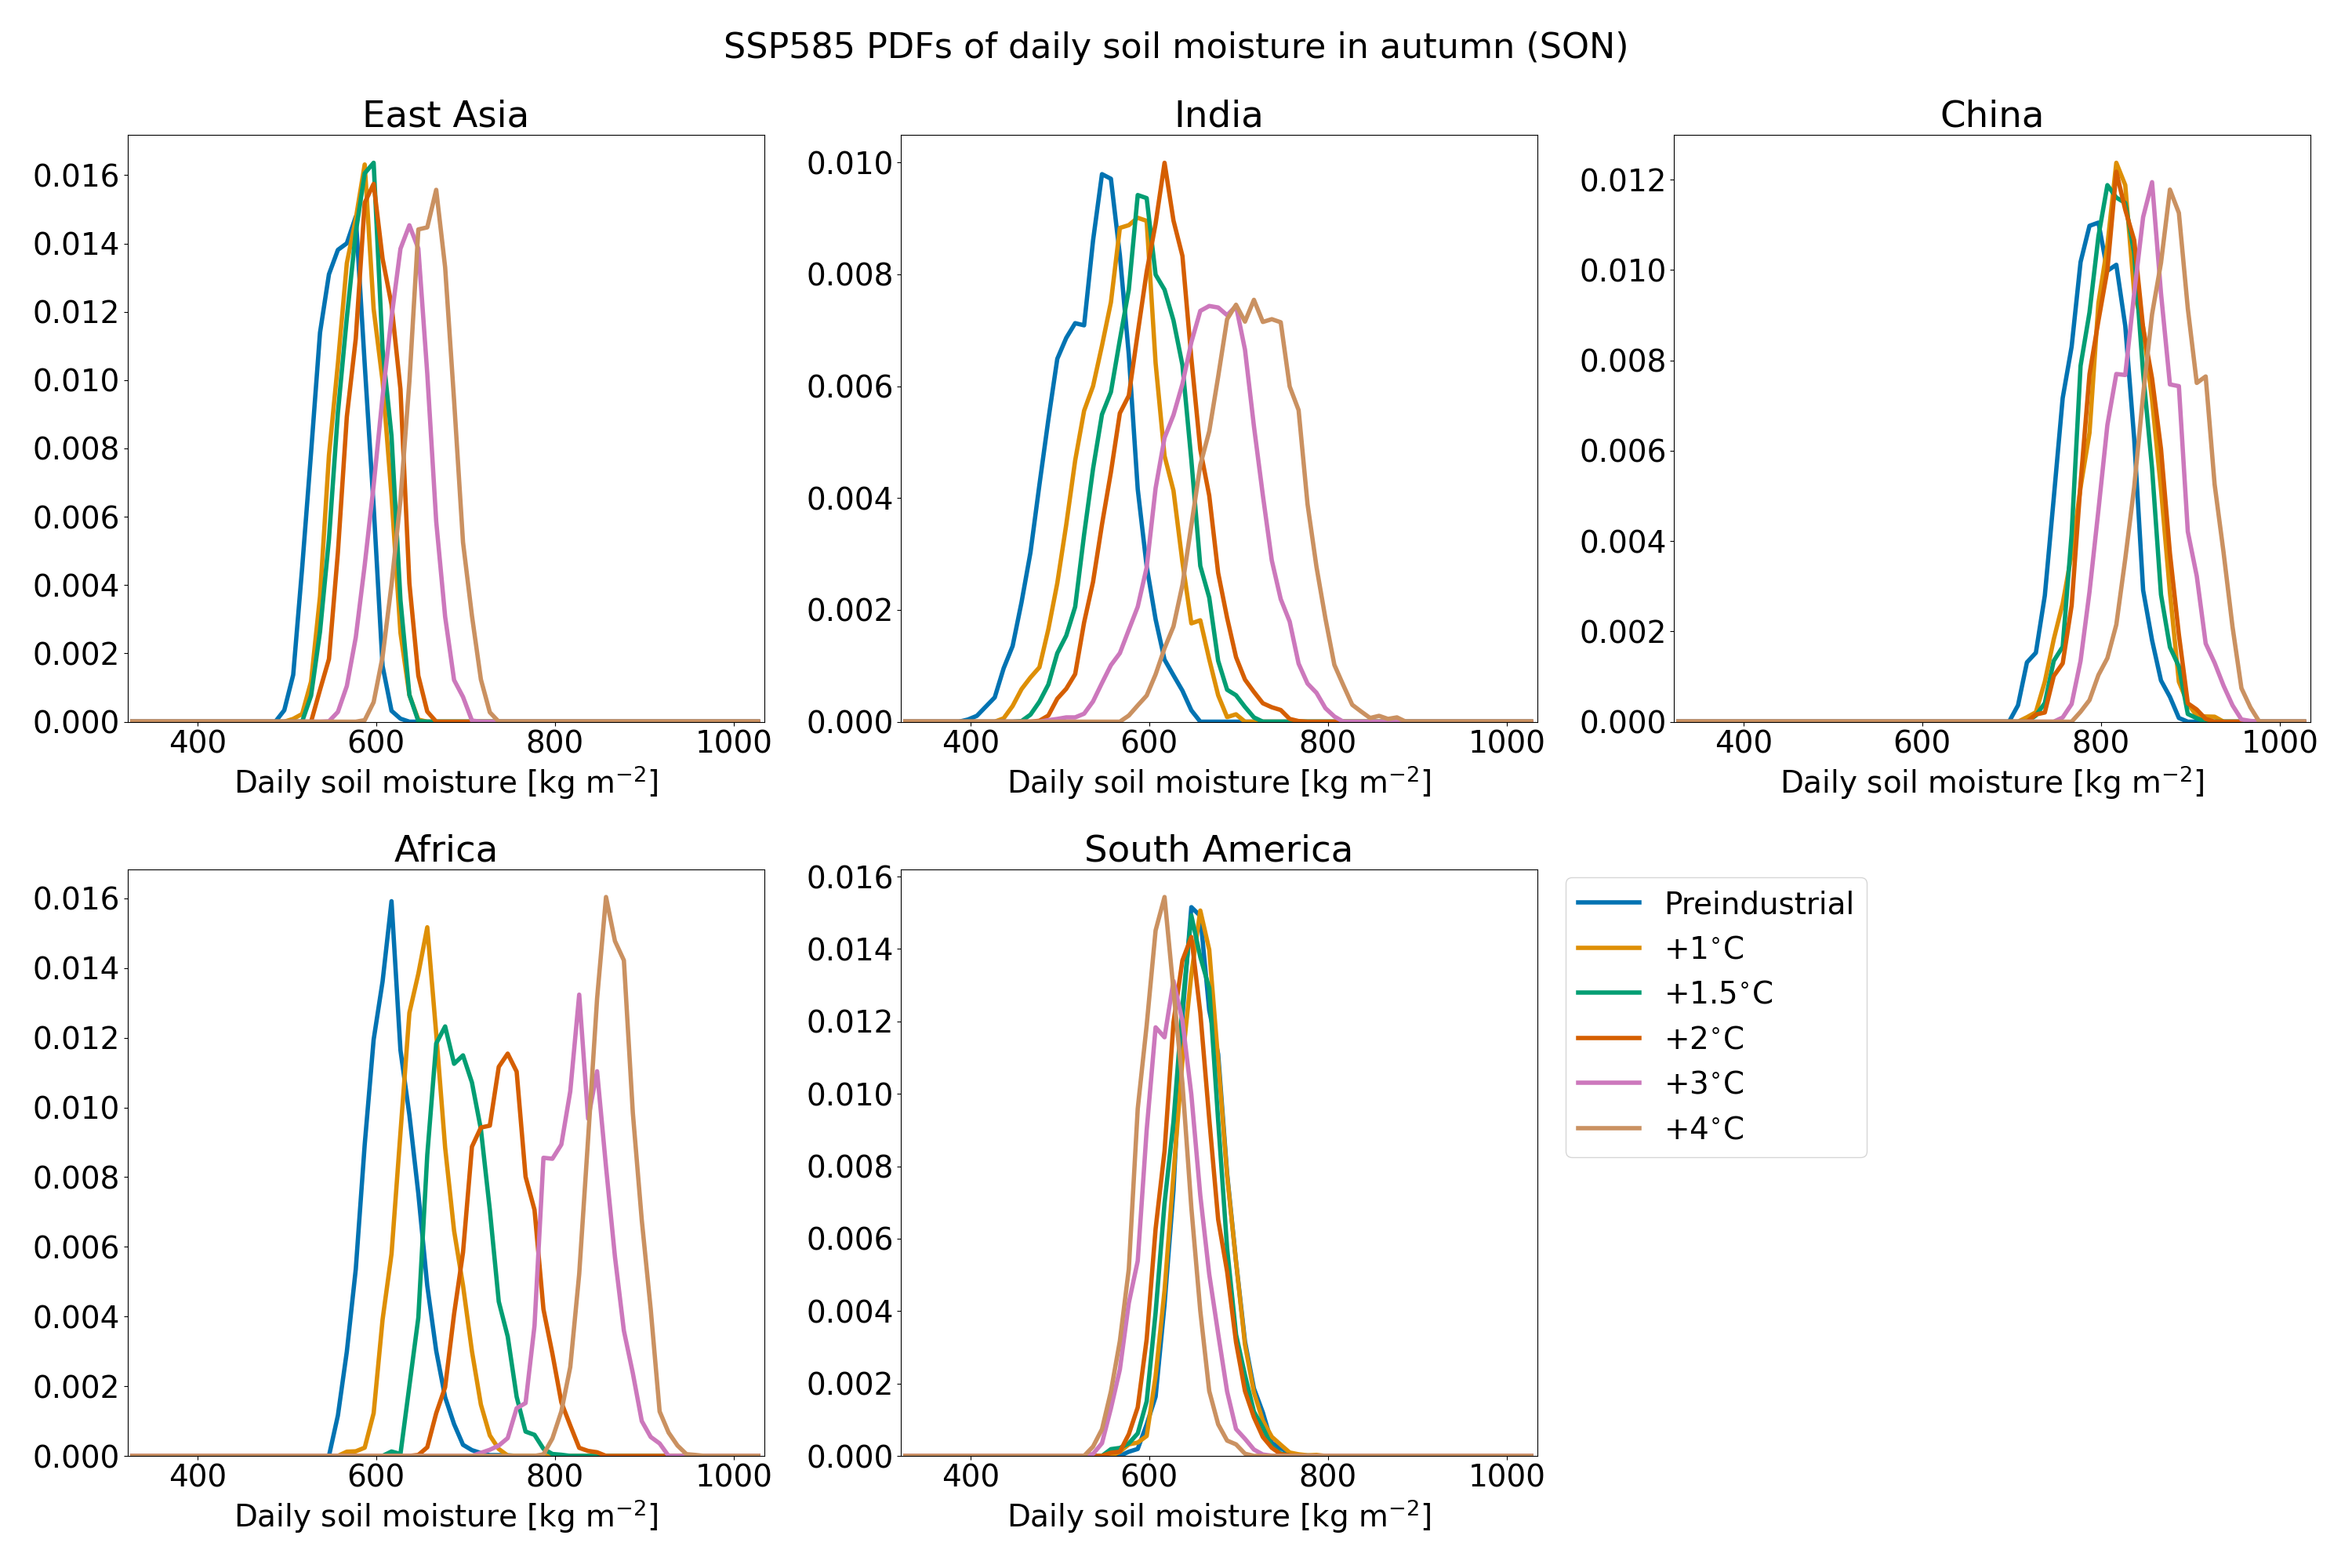 SSP585 PDFs of daily soil moisture in autumn (SON)
East Asia
0.016
0.014
0.012
0.010
0.008
0.006
0.004
0.002
0.000
400 600 800 1000
Daily soil moisture [kg m⁻²]
India
0.010
0.008
0.006
0.004
0.002
0.000
400 600 800 1000
Daily soil moisture [kg m⁻²]
China
0.012
0.010
0.008
0.006
0.004
0.002
0.000
400 600 800 1000
Daily soil moisture [kg m⁻²]
Africa
0.016
0.014
0.012
0.010
0.008
0.006
0.004
0.002
0.000
400 600 800 1000
Daily soil moisture [kg m⁻²]
South America
0.016
0.014
0.012
0.010
0.008
0.006
0.004
0.002
0.000
400 600 800 1000
Daily soil moisture [kg m⁻²]
Preindustrial
+1°C
+1.5°C
+2°C
+3°C
+4°C